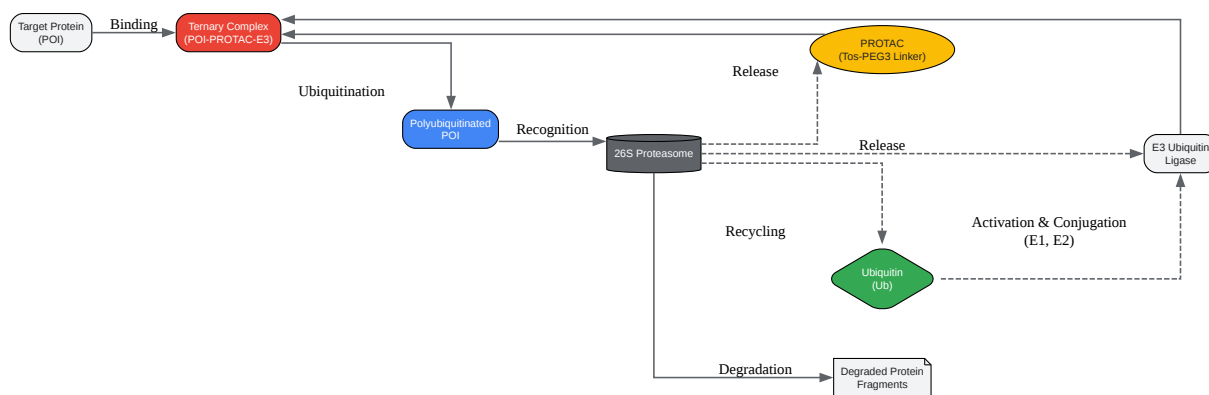 Target Protein
(POI)
Binding
Ternary Complex
(POI-PROTAC-E3)
PROTAC
(Tos-PEG3 Linker)
Release
Ubiquitination
Polyubiquitinated
POI
Recognition
26S Proteasome
Release
E3 Ubiquitin
Ligase
Recycling
Activation & Conjugation
(E1, E2)
Ubiquitin
(Ub)
Degradation
Degraded Protein
Fragments